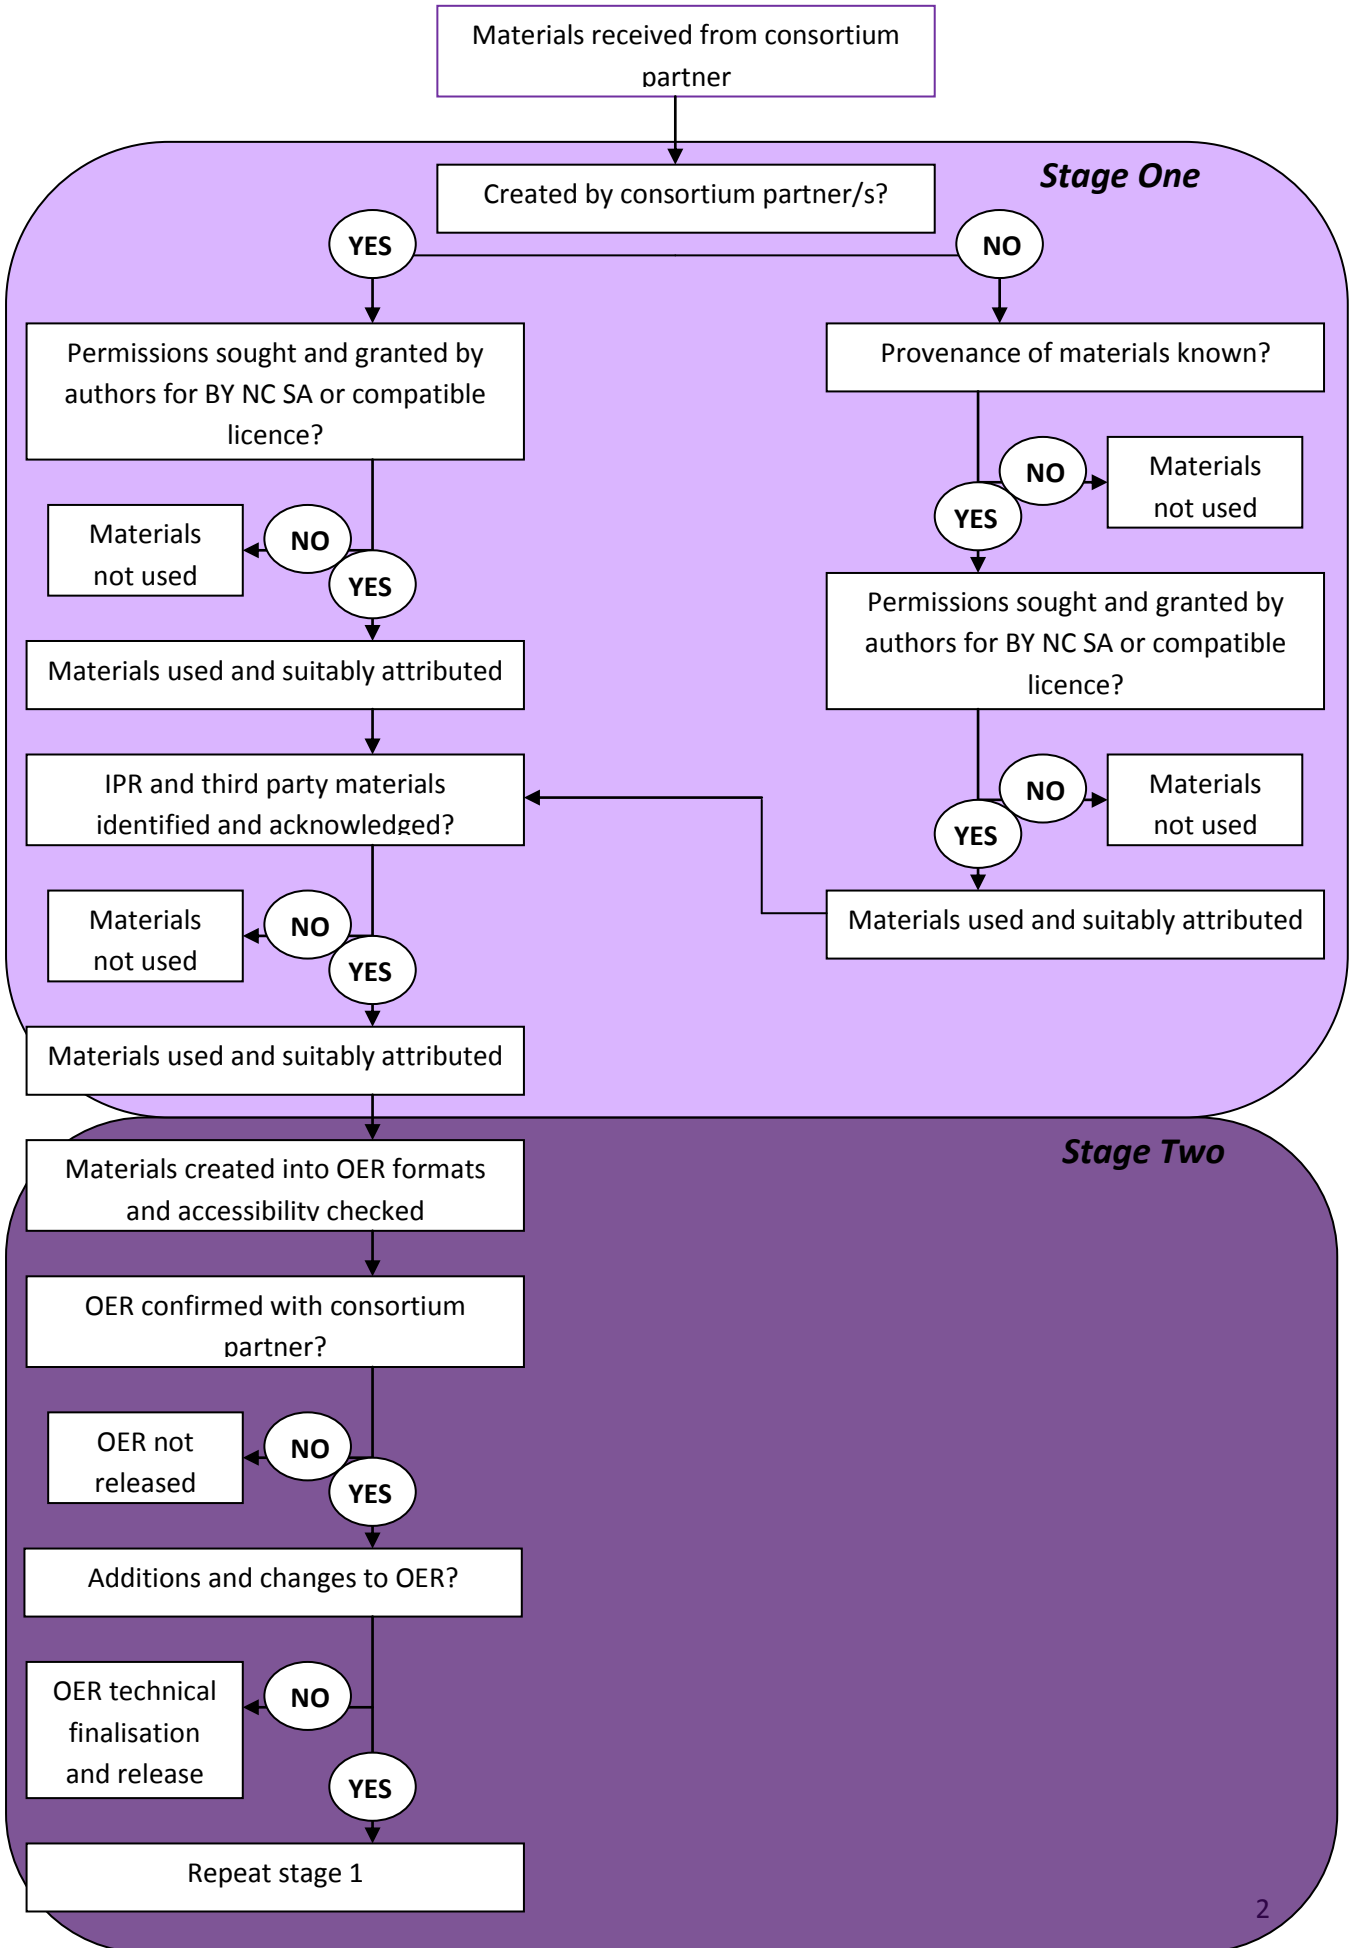 Materials received from consortium
partner
Stage One
Created by consortium partner/s?
YES
NO
Permissions sought and granted by
authors for BY NC SA or compatible
licence?
Provenance of materials known?
NO
Materials
not used
YES
Materials
not used
NO
YES
Permissions sought and granted by
authors for BY NC SA or compatible
licence?
Materials used and suitably attributed
IPR and third party materials
identified and acknowledged?
NO
Materials
not used
YES
Materials used and suitably attributed
Materials
not used
NO
YES
Materials used and suitably attributed
Stage Two
Materials created into OER formats
and accessibility checked
OER confirmed with consortium
partner?
OER not
released
NO
YES
Additions and changes to OER?
OER technical
finalisation
and release
NO
YES
Repeat stage 1
2